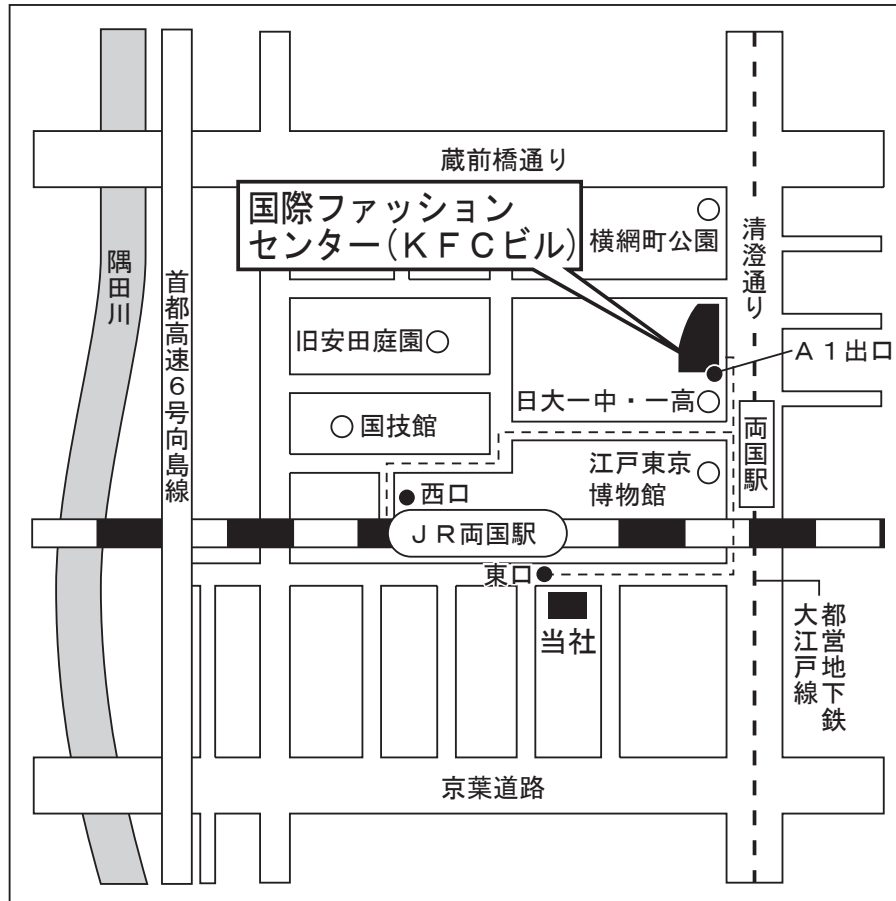 蔵前橋通り
国際ファッション
センター(ＫＦＣビル)
横網町公園
清澄通り
隅田川
首都高速６号向島線
旧安田庭園
Ａ１出口
日大一中・一高
国技館
両国駅
江戸東京
博物館
西口
ＪＲ両国駅
東口
当社
都営地下鉄
大江戸線
京葉道路